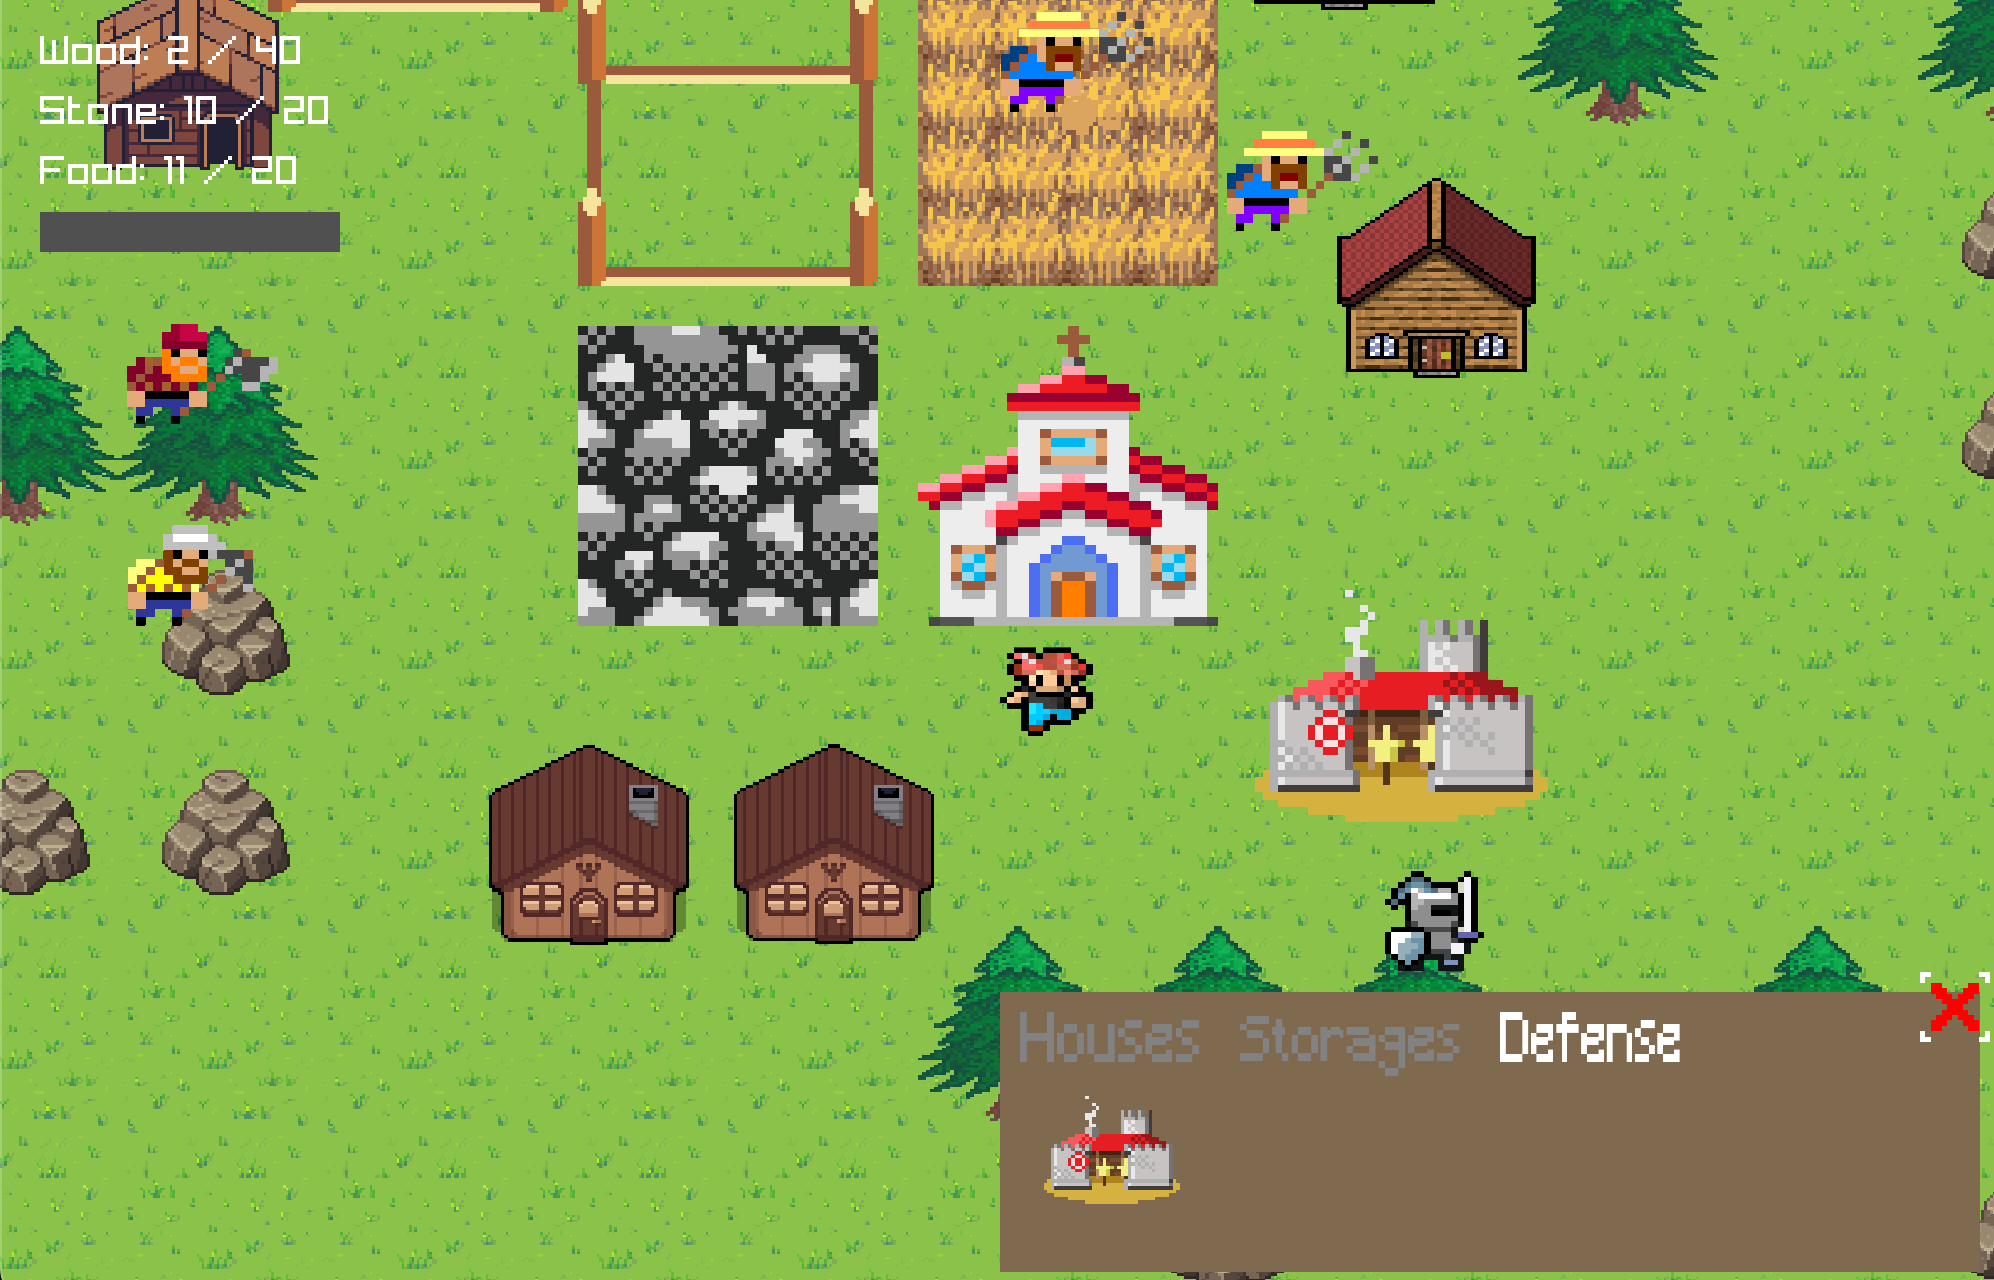 Wood: 2 / 40
Stone: 10 / 20
Food: 11 / 20
Houses Storages Defense